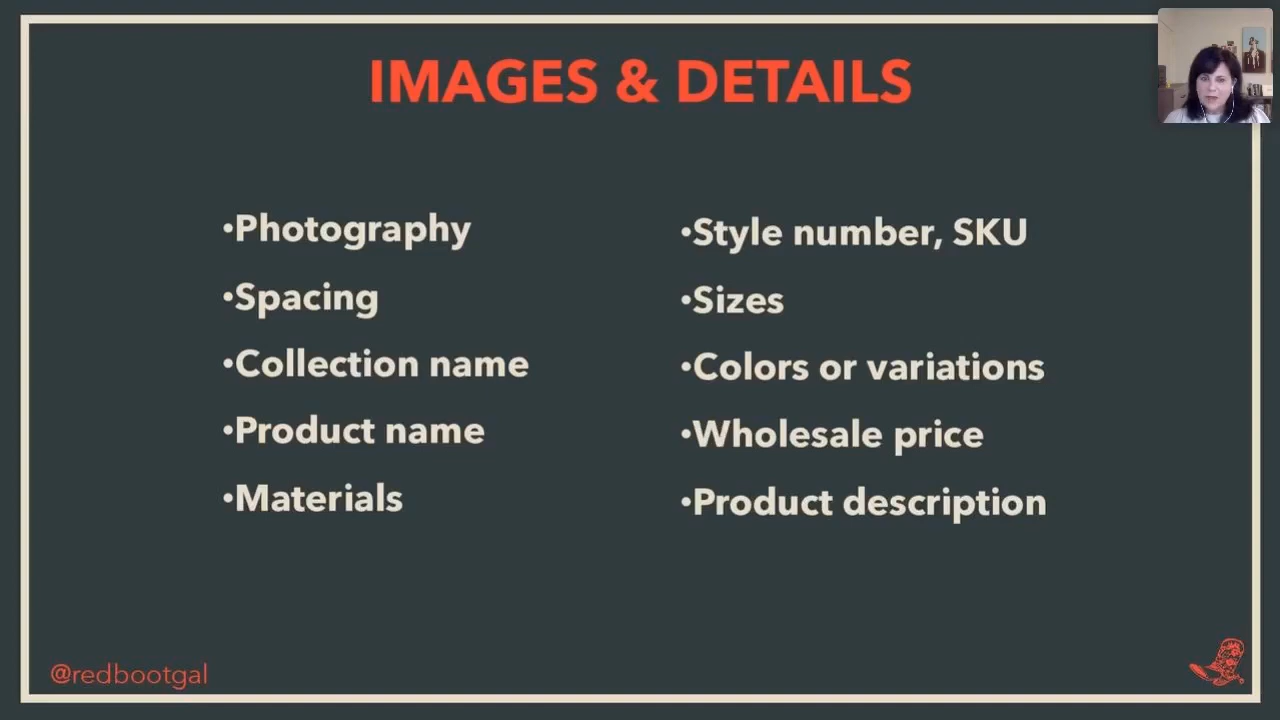 IMAGES & DETAILS
•Photography
•Spacing
•Collection name
•Product name
•Materials
•Style number, SKU
•Sizes
•Colors or variations
•Wholesale price
•Product description
@redbootgal